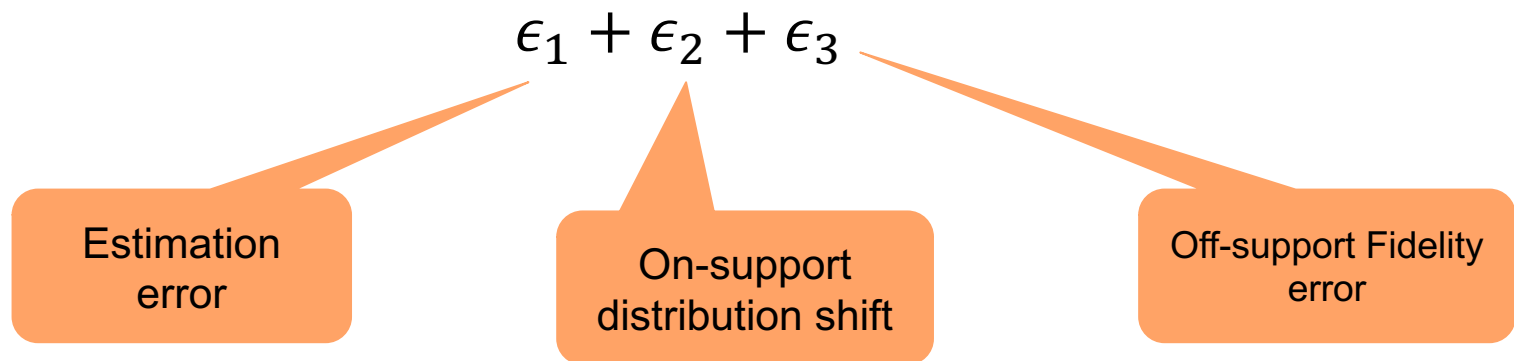 ϵ₁ + ϵ₂ + ϵ₃
Estimation
error
On-support
distribution shift
Off-support Fidelity
error